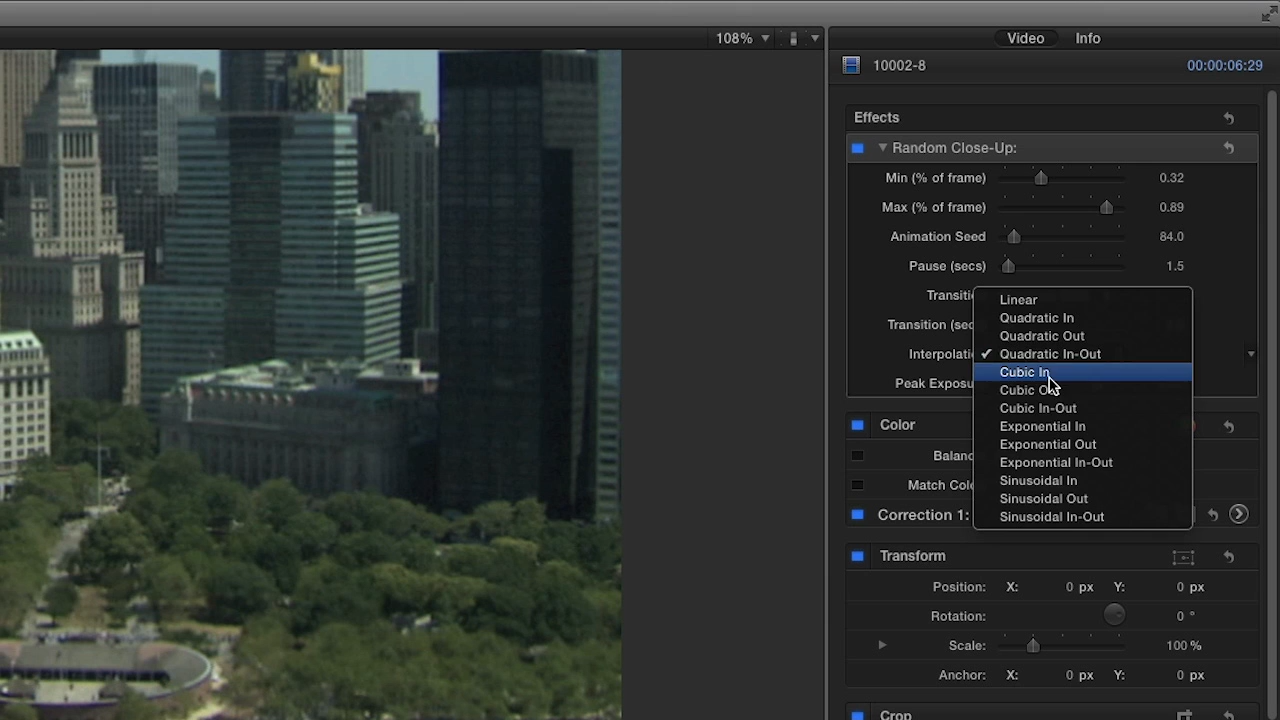 108%
Video Info
10002-8 00:00:06:29
Effects
Random Close-Up:
Min (% of frame) 0.32
Max (% of frame) 0.89
Animation Seed 84.0
Pause (secs) 1.5
Linear
Quadratic In
Quadratic Out
Quadratic In-Out
Cubic In
Cubic
Cubic In-Out
Exponential In
Exponential Out
Exponential In-Out
Sinusoidal In
Sinusoidal Out
Sinusoidal In-Out
Color
Correction 1:
Transform
Position: X: 0 px Y: 0 px
Rotation: 0 °
Scale: 100 %
Anchor: X: 0 px Y: 0 px
Crop